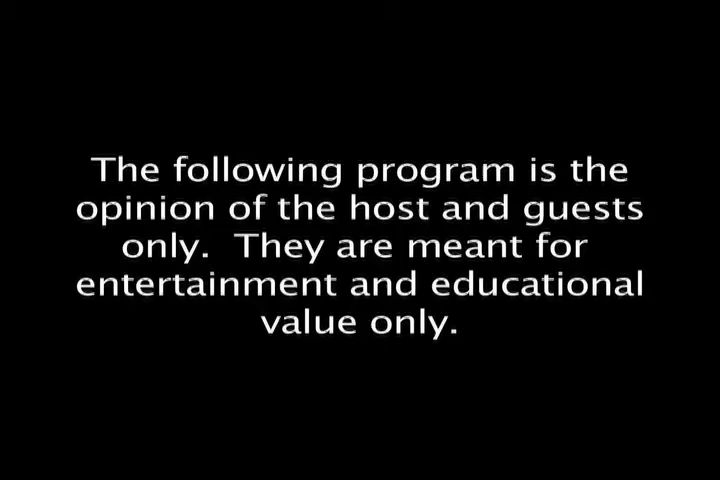 The following program is the
opinion of the host and guests
only.  They are meant for
entertainment and educational
value only.